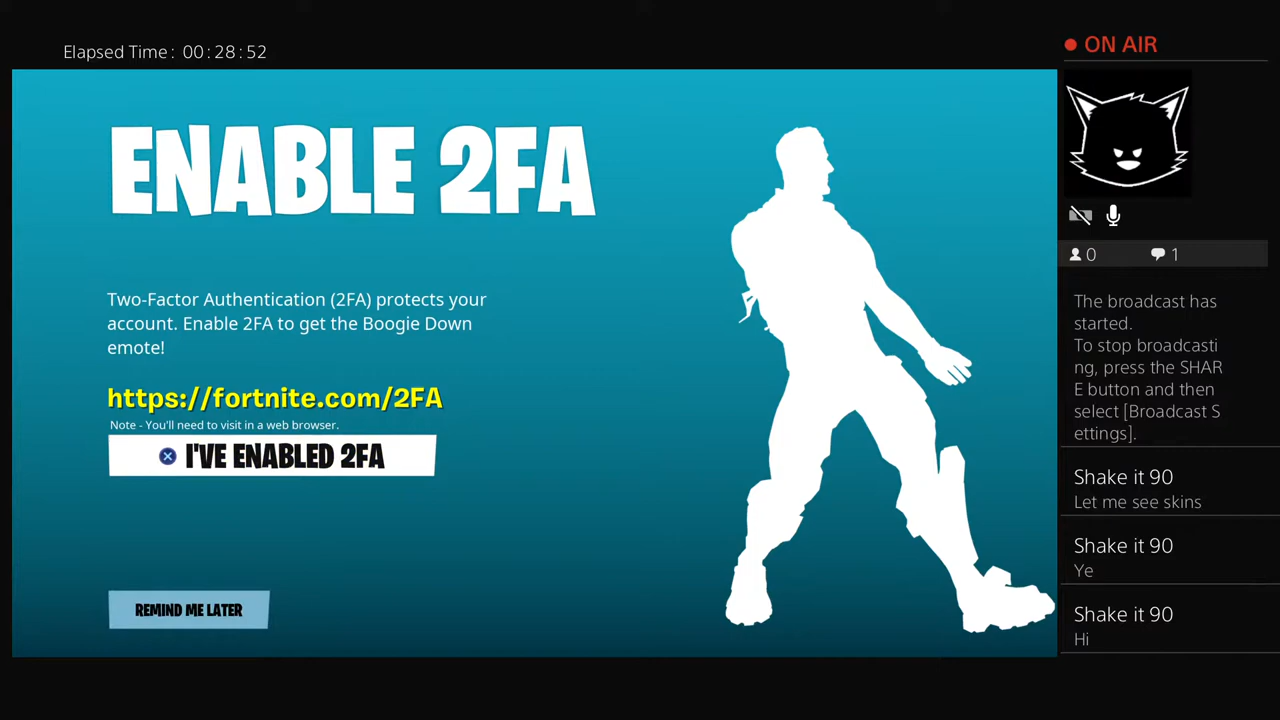 Elapsed Time: 00:28:52
ON AIR
ENABLE 2FA
Two-Factor Authentication (2FA) protects your
account. Enable 2FA to get the Boogie Down
emote!
https://fortnite.com/2FA
Note - You'll need to visit in a web browser.
I'VE ENABLED 2FA
REMIND ME LATER
0 1
The broadcast has
started.
To stop broadcasti
ng, press the SHAR
E button and then
select [Broadcast S
ettings].
Shake it 90
Let me see skins
Shake it 90
Ye
Shake it 90
Hi